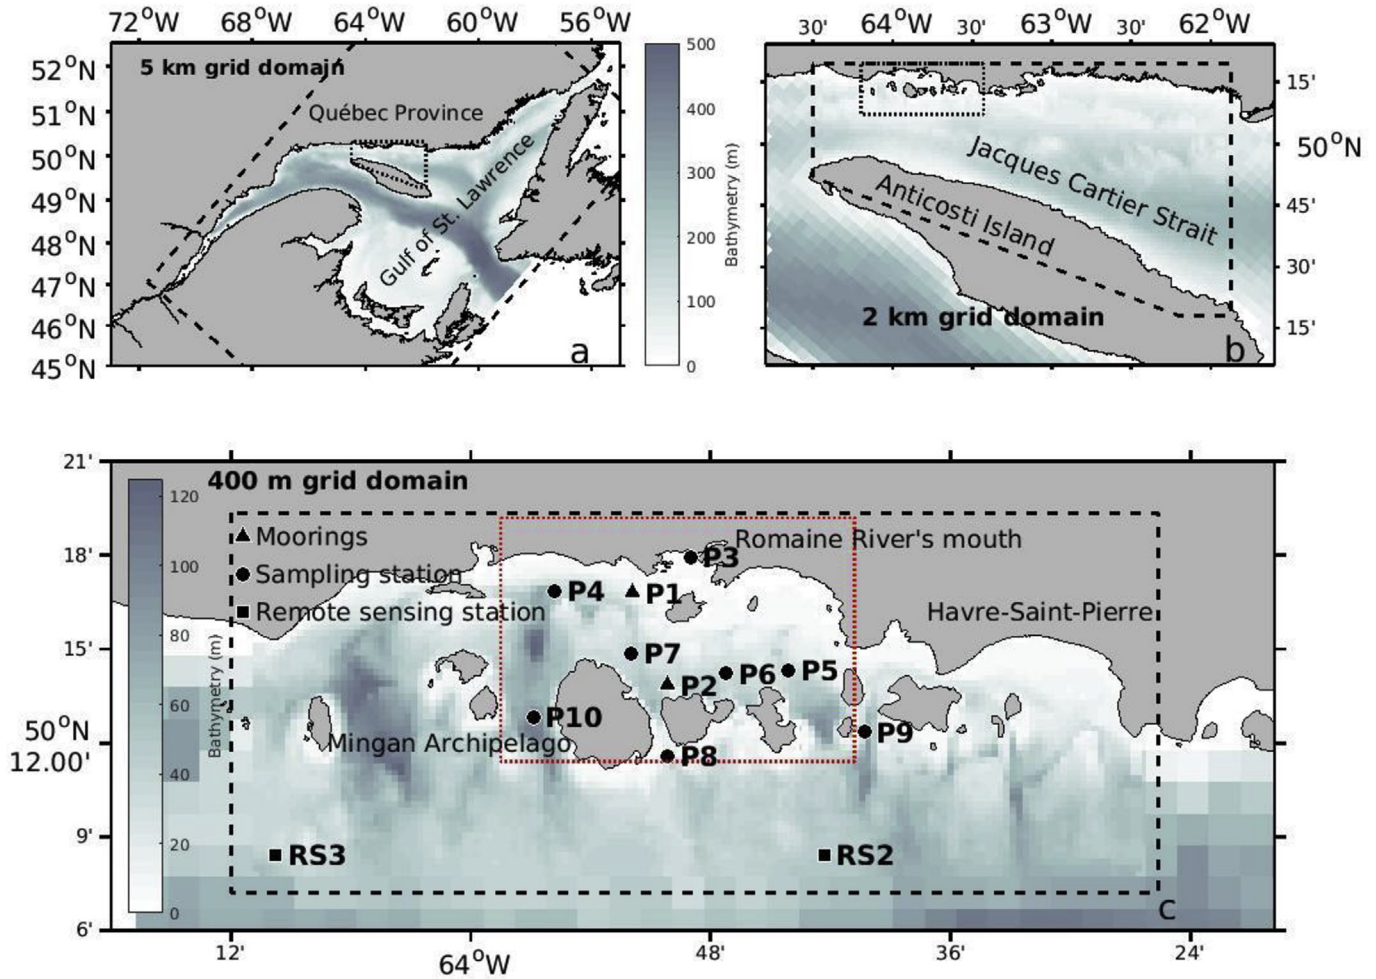 72°W 68°W 64°W 60°W 56°W
52°N
51°N
50°N
49°N
48°N
47°N
46°N
45°N
5 km grid domain
Québec Province
Gulf of St. Lawrence
a
500
400
300
200
100
0
Bathymetry (m)
30' 64°W 30' 63°W 30' 62°W
15'
50°N
45'
30'
15'
Jacques Cartier Strait
Anticosti Island
2 km grid domain
b
21'
18'
15'
50°N
12.00'
9'
6'
400 m grid domain
120
100
80
60
40
20
0
Bathymetry (m)
Moorings
Sampling station
Remote sensing station
Romaine River's mouth
Havre-Saint-Pierre
P3
P4
P1
P7
P2
P6
P5
P10
P9
P8
Mingan Archipelago
RS3
RS2
c
12' 64°W 48' 36' 24'